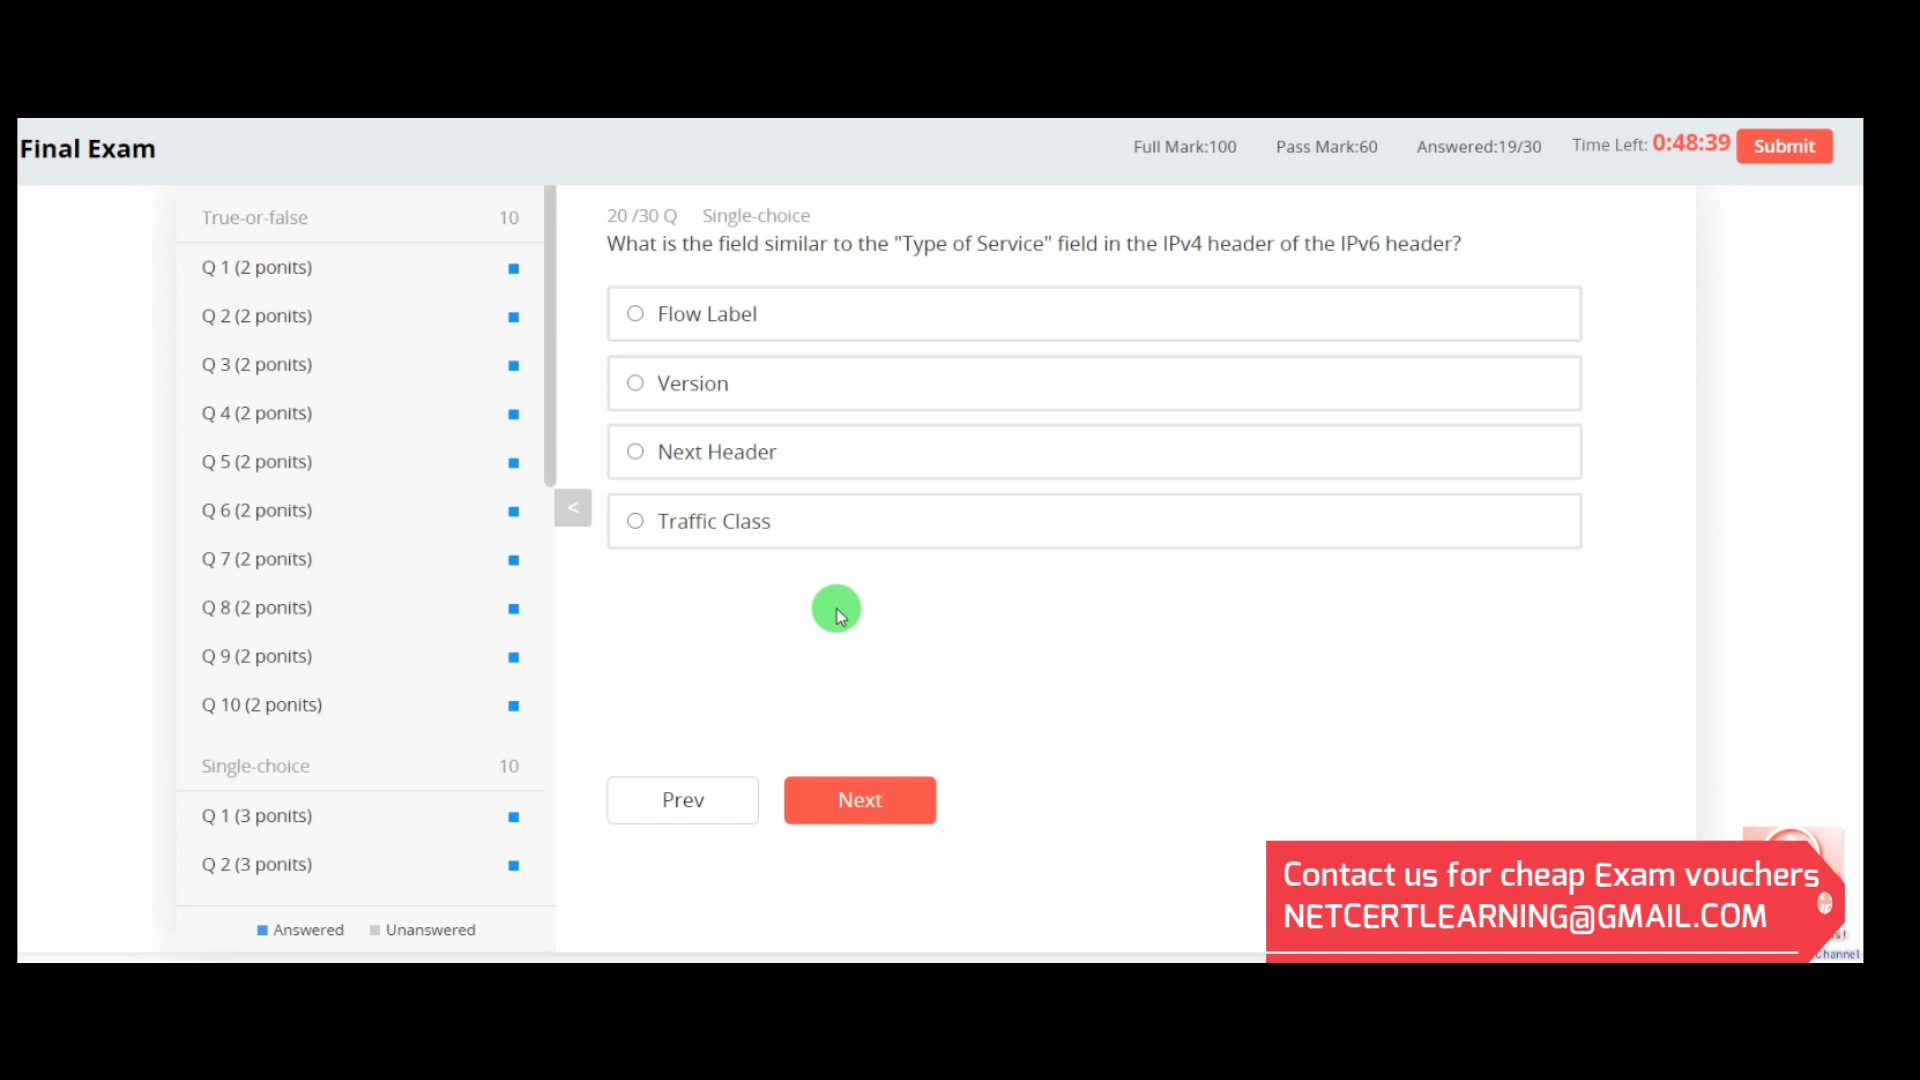 Final Exam
Full Mark:100 Pass Mark:60 Answered:19/30 Time Left: 0:48:39 Submit
True-or-false 10
Q 1 (2 ponits)
Q 2 (2 ponits)
Q 3 (2 ponits)
Q 4 (2 ponits)
Q 5 (2 ponits)
Q 6 (2 ponits)
Q 7 (2 ponits)
Q 8 (2 ponits)
Q 9 (2 ponits)
Q 10 (2 ponits)
Single-choice 10
Q 1 (3 ponits)
Q 2 (3 ponits)
Answered Unanswered
<
20 /30 Q Single-choice
What is the field similar to the "Type of Service" field in the IPv4 header of the IPv6 header?
Flow Label
Version
Next Header
Traffic Class
Prev Next
Contact us for cheap Exam vouchers
NETCERTLEARNING@GMAIL.COM
Channel